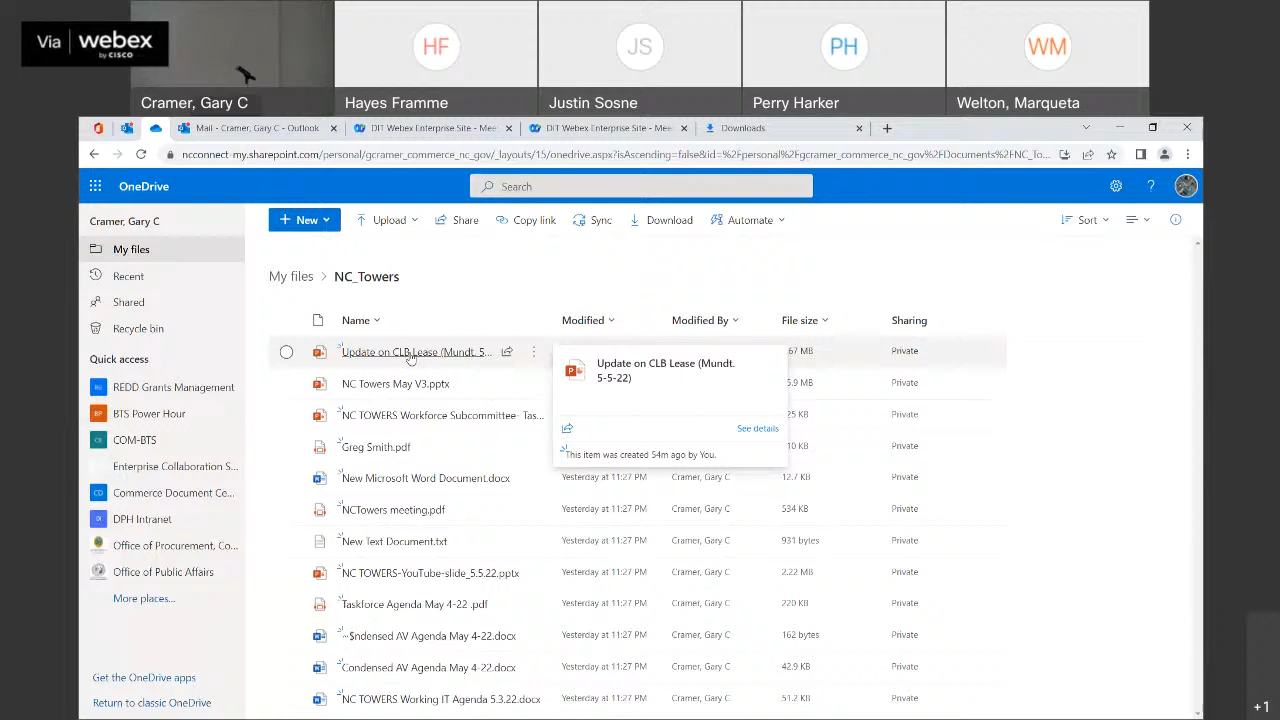 Via webex
by CISCO
HF
JS
PH
WM
Cramer, Gary C
Hayes Framme
Justin Sosne
Perry Harker
Welton, Marqueta
Mail - Cramer, Gary C - Outlook
DIT Webex Enterprise Site - Mee
DIT Webex Enterprise Site - Mee
Downloads
ncconnect-my.sharepoint.com/personal/gcramer_commerce_nc_gov/_layouts/15/onedrive.aspx?isAscending=false&id=%2Fpersonal%2Fgcramer_commerce_nc_gov%2FDocuments%2FNC_To...
OneDrive
Search
Cramer, Gary C
My files
Recent
Shared
Recycle bin
Quick access
REDD Grants Management
BTS Power Hour
COM-BTS
Enterprise Collaboration S...
CD Commerce Document Ce...
DI DPH Intranet
Office of Procurement, Co...
Office of Public Affairs
More places...
Get the OneDrive apps
Return to classic OneDrive
New
Upload
Share
Copy link
Sync
Download
Automate
Sort
My files > NC_Towers
Name Modified Modified By File size Sharing
Update on CLB Lease (Mundt. 5... .67 MB Private
NC Towers May V3.pptx 5.9 MB Private
NC TOWERS Workforce Subcommittee- Tas... 25 KB Private
Greg Smith.pdf 10 KB Private
New Microsoft Word Document.docx Yesterday at 11:27 PM Cramer, Gary C 12.7 KB Private
NCTowers meeting.pdf Yesterday at 11:27 PM Cramer, Gary C 534 KB Private
New Text Document.txt Yesterday at 11:27 PM Cramer, Gary C 931 bytes Private
NC TOWERS-YouTube-slide_5.5.22.pptx Yesterday at 11:27 PM Cramer, Gary C 2.22 MB Private
Taskforce Agenda May 4-22 .pdf Yesterday at 11:27 PM Cramer, Gary C 220 KB Private
~$ndensed AV Agenda May 4-22.docx Yesterday at 11:27 PM Cramer, Gary C 162 bytes Private
Condensed AV Agenda May 4-22.docx Yesterday at 11:27 PM Cramer, Gary C 42.9 KB Private
NC TOWERS Working IT Agenda 5.3.22.docx Yesterday at 11:27 PM Cramer, Gary C 51.2 KB Private
Update on CLB Lease (Mundt.
5-5-22)
See details
This item was created 54m ago by You.
+1